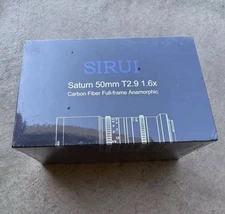 SIRUI
Saturn 50mm T2.9 1.6x
Carbon Fiber Full-frame Anamorphic